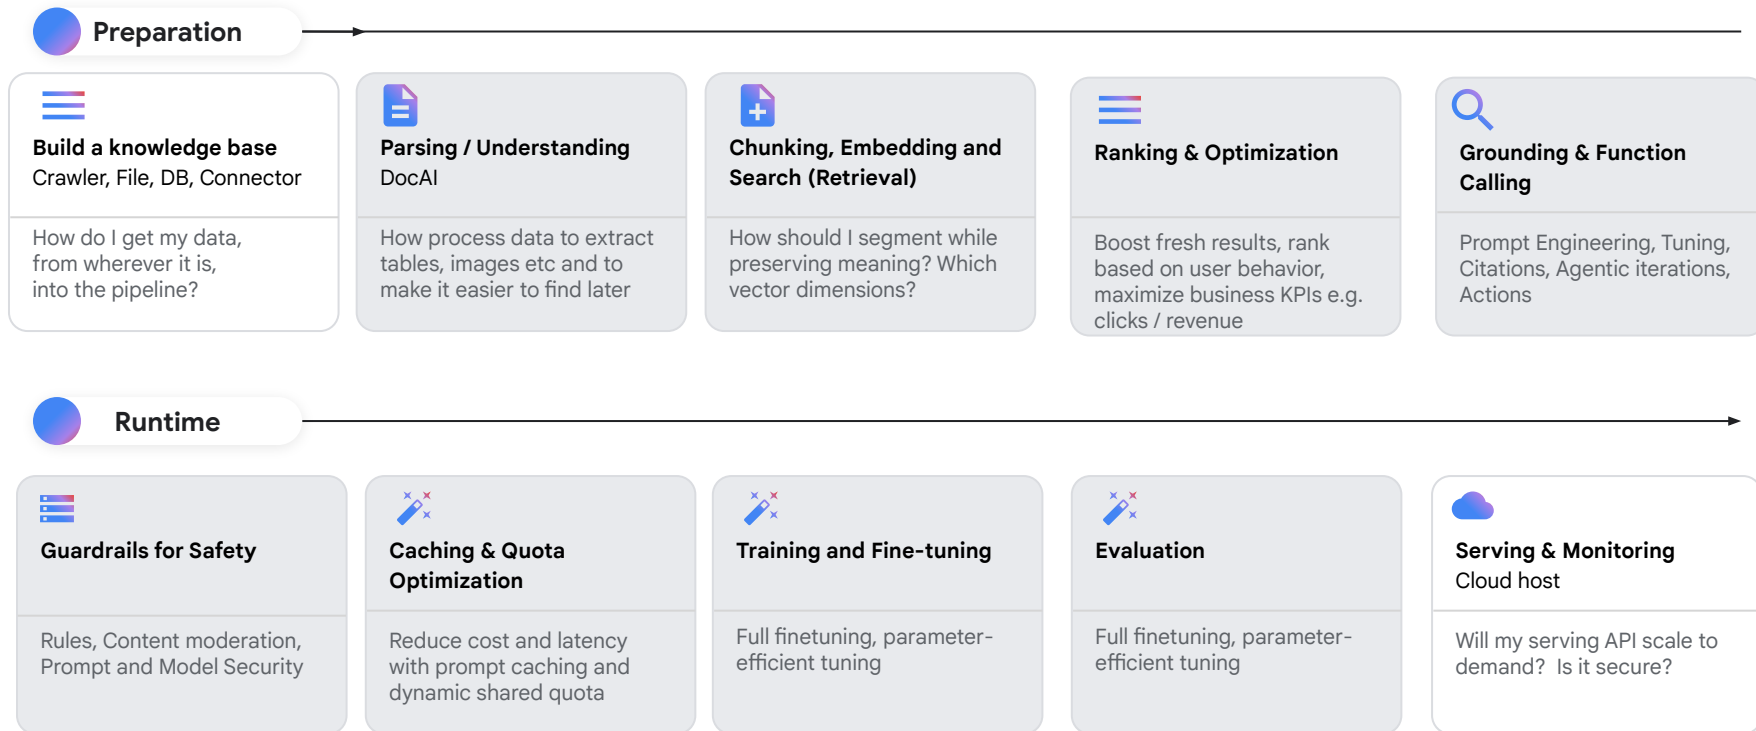 Preparation
Build a knowledge base
Crawler, File, DB, Connector
How do I get my data,
from wherever it is,
into the pipeline?
Parsing / Understanding
DocAI
How process data to extract
tables, images etc and to
make it easier to find later
Chunking, Embedding and
Search (Retrieval)
How should I segment while
preserving meaning? Which
vector dimensions?
Ranking & Optimization
Boost fresh results, rank
based on user behavior,
maximize business KPIs e.g.
clicks / revenue
Grounding & Function
Calling
Prompt Engineering, Tuning,
Citations, Agentic iterations,
Actions
Runtime
Guardrails for Safety
Rules, Content moderation,
Prompt and Model Security
Caching & Quota
Optimization
Reduce cost and latency
with prompt caching and
dynamic shared quota
Training and Fine-tuning
Full finetuning, parameter-
efficient tuning
Evaluation
Full finetuning, parameter-
efficient tuning
Serving & Monitoring
Cloud host
Will my serving API scale to
demand?  Is it secure?